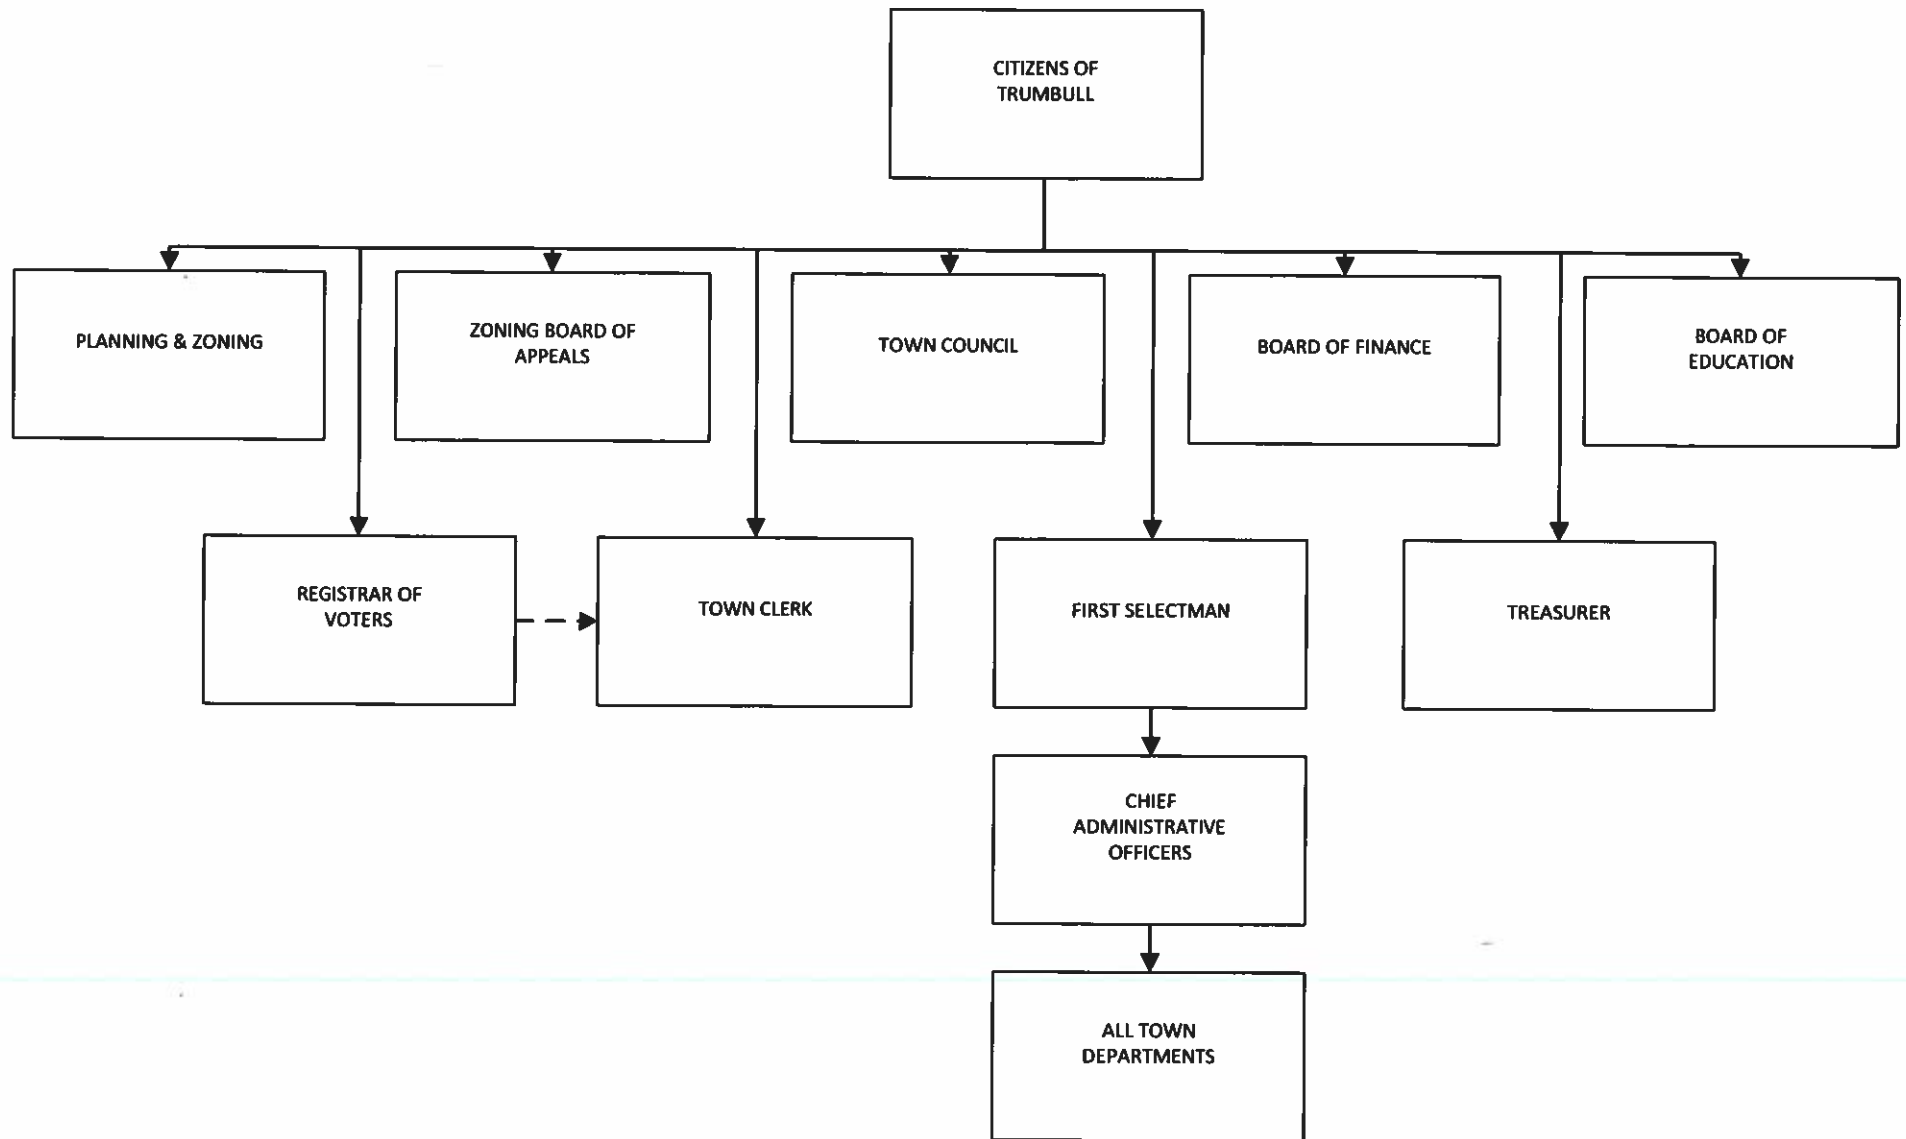 CITIZENS OF
TRUMBULL
PLANNING & ZONING
ZONING BOARD OF
APPEALS
TOWN COUNCIL
BOARD OF FINANCE
BOARD OF
EDUCATION
REGISTRAR OF
VOTERS
TOWN CLERK
FIRST SELECTMAN
TREASURER
CHIEF
ADMINISTRATIVE
OFFICERS
ALL TOWN
DEPARTMENTS